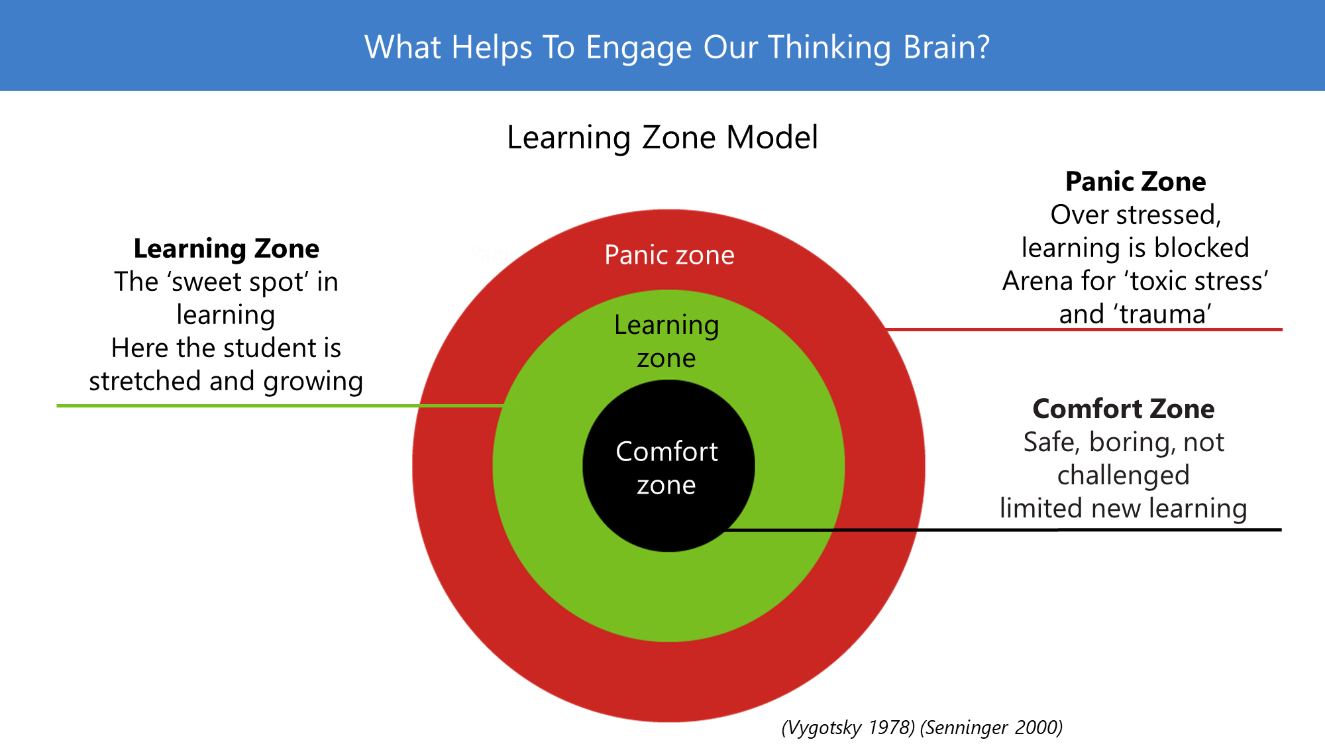 What Helps To Engage Our Thinking Brain?
Learning Zone Model
Learning Zone
The ‘sweet spot’ in
learning
Here the student is
stretched and growing
Panic zone
Learning
zone
Comfort
zone
Panic Zone
Over stressed,
learning is blocked
Arena for ‘toxic stress’
and ‘trauma’
Comfort Zone
Safe, boring, not
challenged
limited new learning
(Vygotsky 1978) (Senninger 2000)